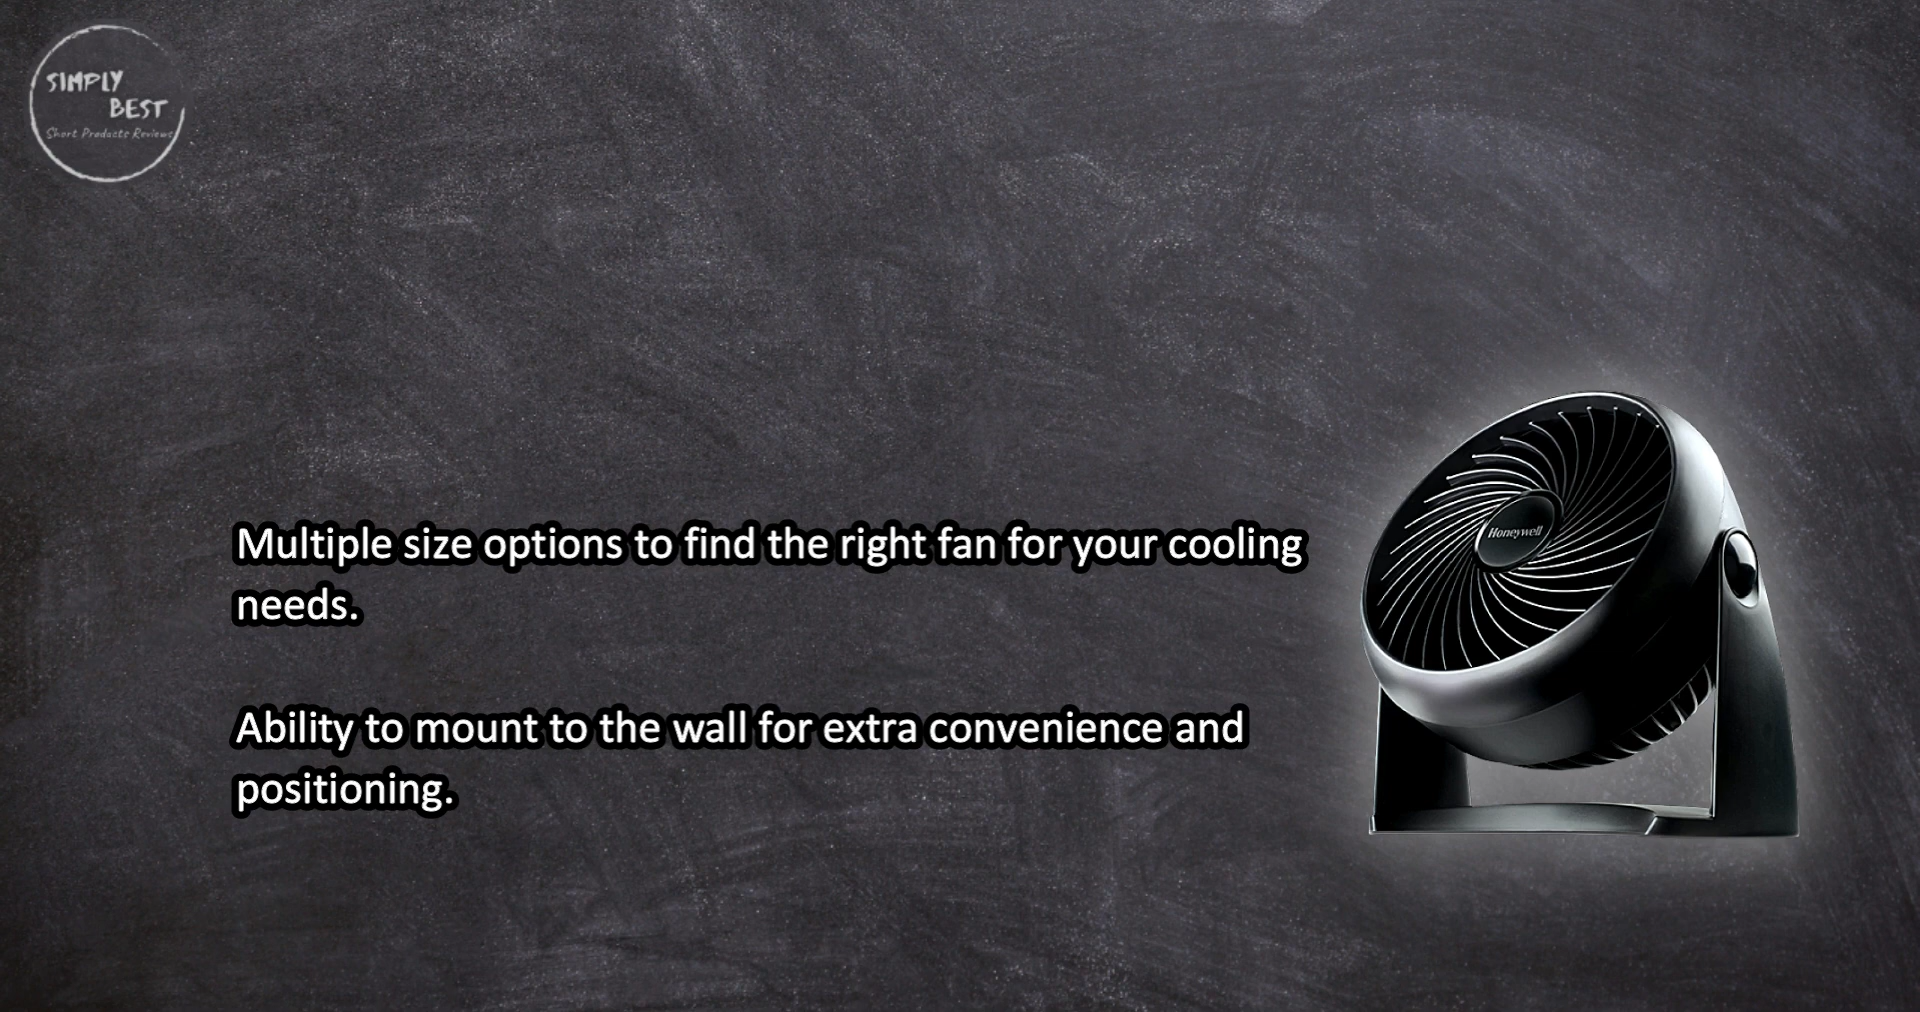 SIMPLY
BEST
Short Products Reviews
Multiple size options to find the right fan for your cooling
needs.
Honeywell
Ability to mount to the wall for extra convenience and
positioning.